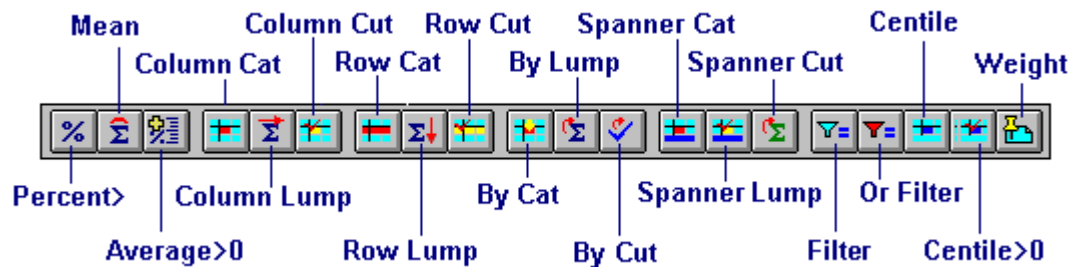 Mean
Column Cut
Row Cut
Spanner Cat
Centile
Column Cat
Row Cat
By Lump
Spanner Cut
Weight
%
Σ
%
Σ
Σ
Σ
Σ
=
=
Percent>
Column Lump
By Cat
Spanner Lump
Or Filter
Average>0
Row Lump
By Cut
Filter
Centile>0